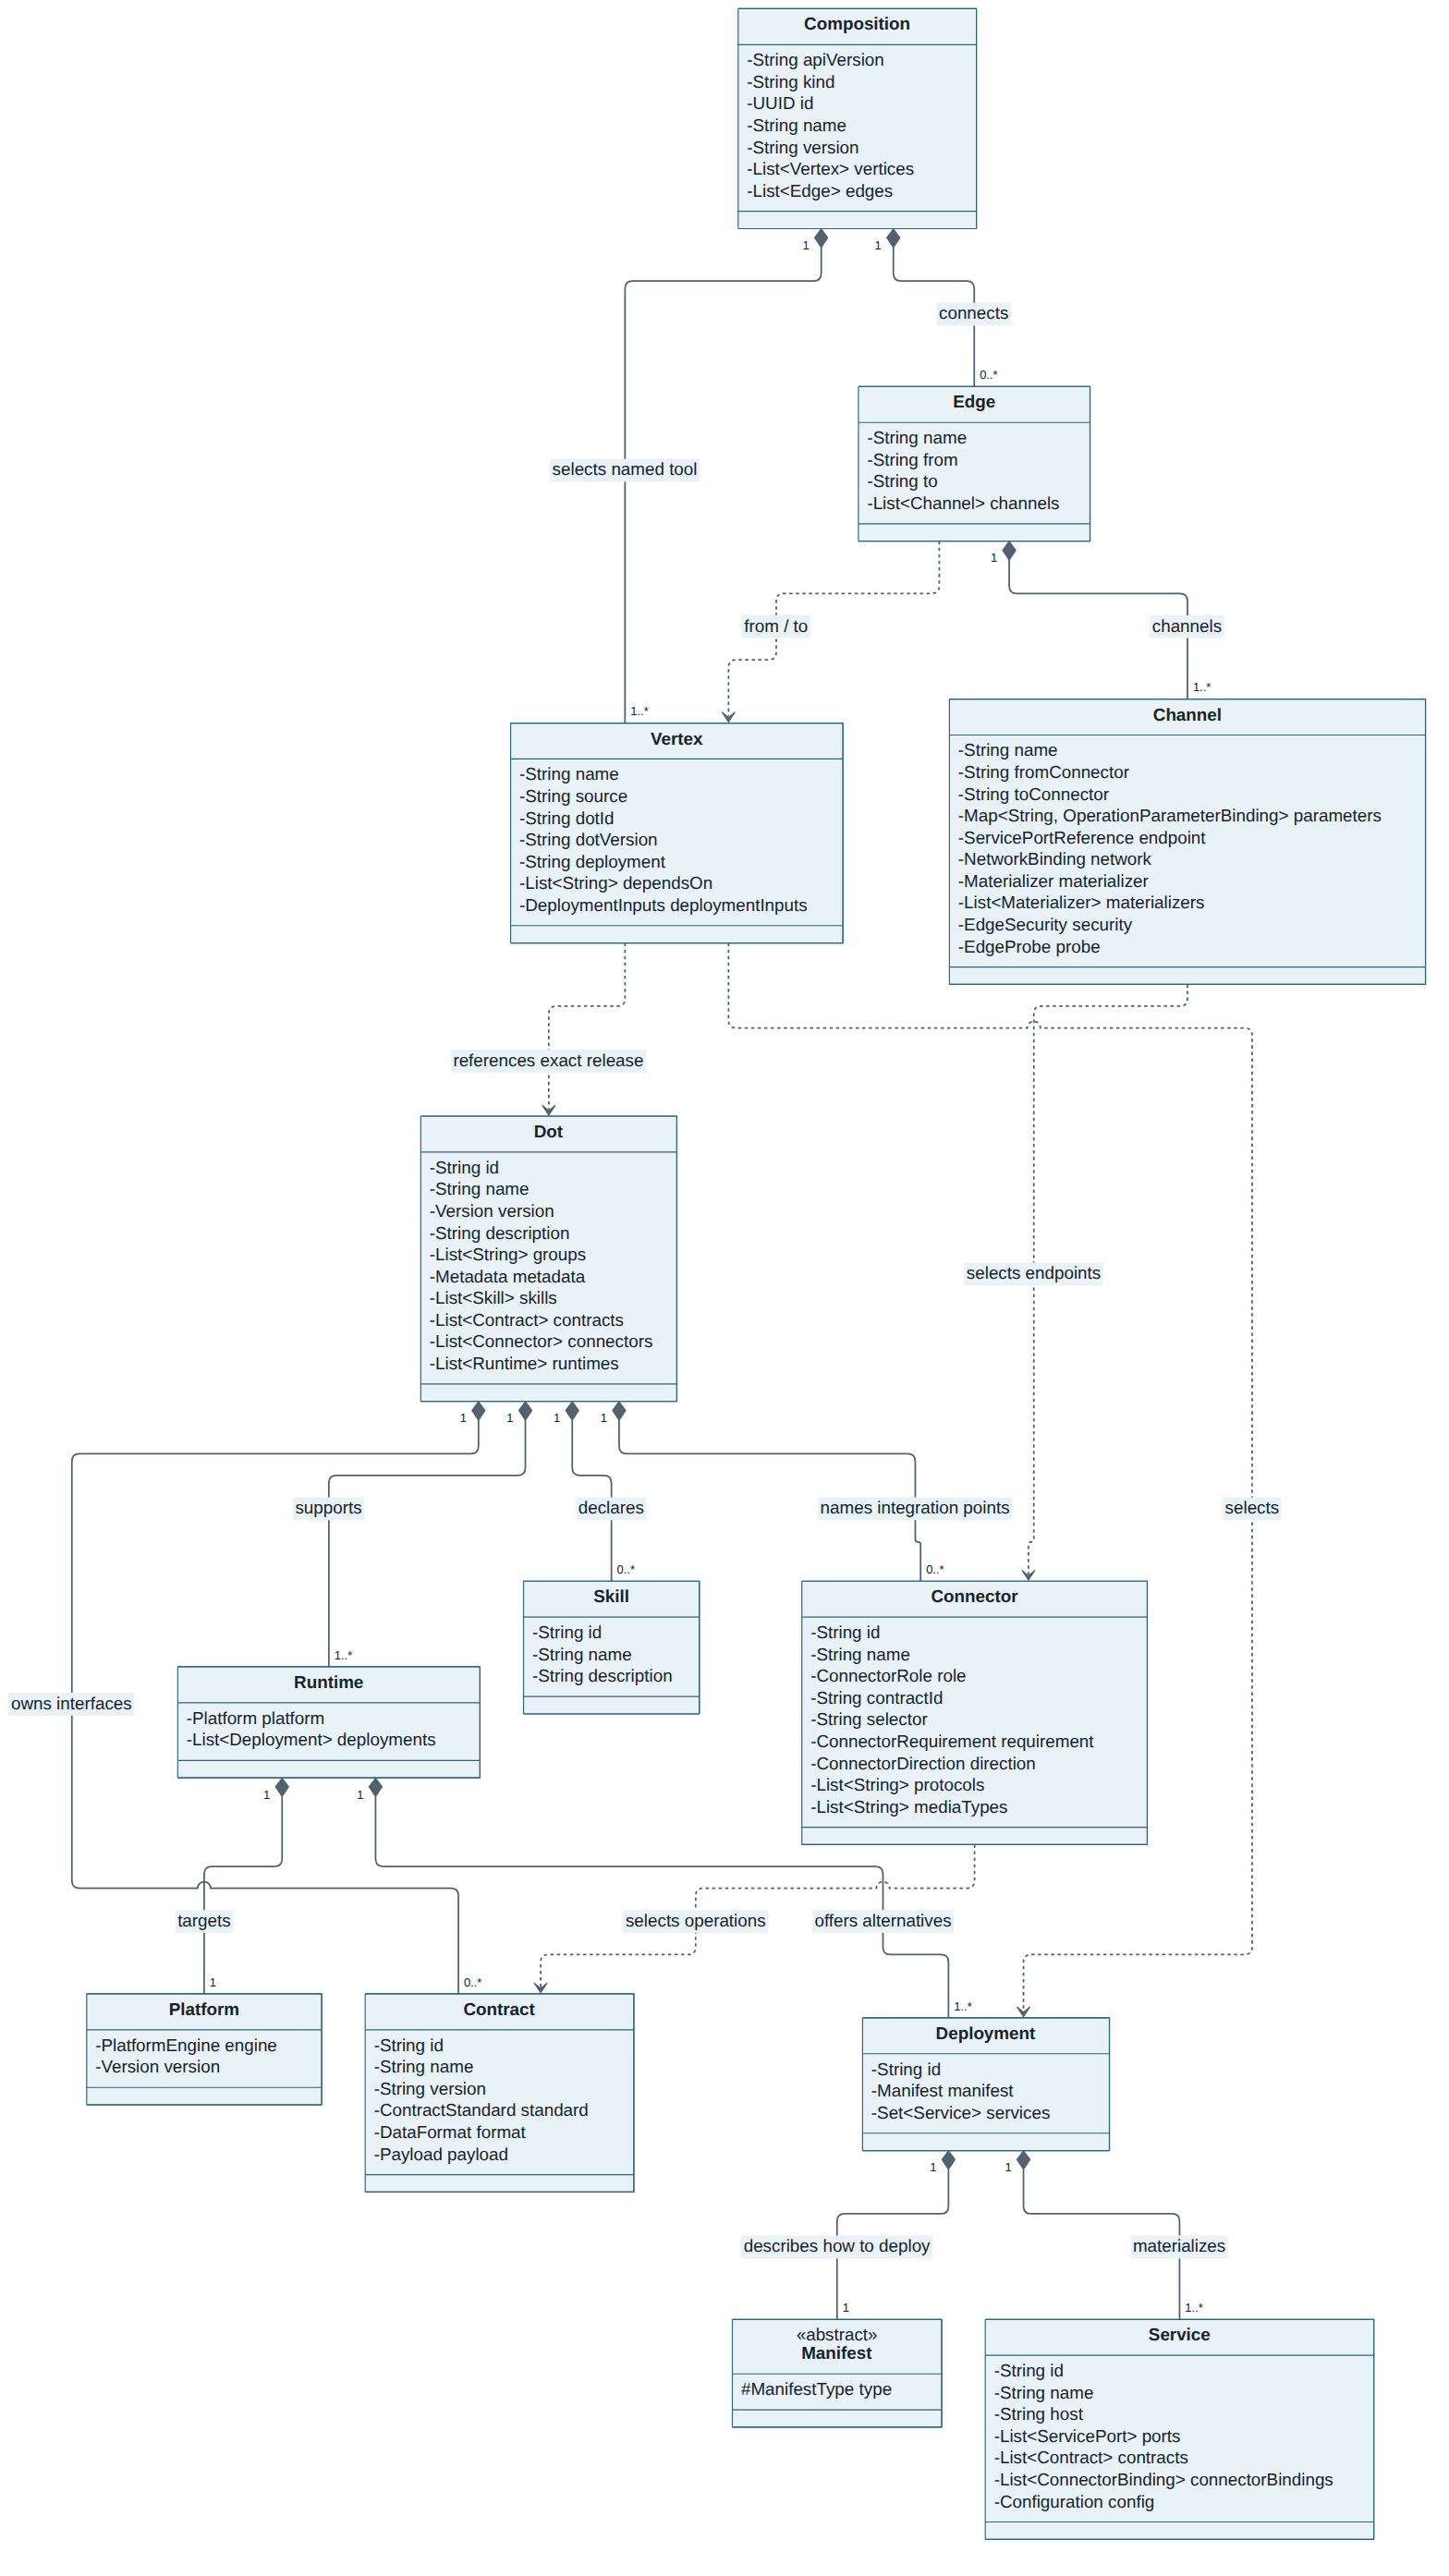 Composition
-String apiVersion
-String kind
-UUID id
-String name
-String version
-List<Vertex> vertices
-List<Edge> edges
1
1
connects
0..*
Edge
-String name
-String from
-String to
-List<Channel> channels
selects named tool
1
from / to
channels
1..*
1..*
Vertex
-String name
-String source
-String dotId
-String dotVersion
-String deployment
-List<String> dependsOn
-DeploymentInputs deploymentInputs
Channel
-String name
-String fromConnector
-String toConnector
-Map<String, OperationParameterBinding> parameters
-ServicePortReference endpoint
-NetworkBinding network
-Materializer materializer
-List<Materializer> materializers
-EdgeSecurity security
-EdgeProbe probe
references exact release
Dot
-String id
-String name
-Version version
-String description
-List<String> groups
-Metadata metadata
-List<Skill> skills
-List<Contract> contracts
-List<Connector> connectors
-List<Runtime> runtimes
selects endpoints
1
1
1
1
supports
declares
names integration points
selects
0..*
0..*
Skill
-String id
-String name
-String description
Connector
-String id
-String name
-ConnectorRole role
-String contractId
-String selector
-ConnectorRequirement requirement
-ConnectorDirection direction
-List<String> protocols
-List<String> mediaTypes
1..*
Runtime
-Platform platform
-List<Deployment> deployments
owns interfaces
1
1
targets
selects operations
offers alternatives
1
0..*
1..*
Platform
-PlatformEngine engine
-Version version
Contract
-String id
-String name
-String version
-ContractStandard standard
-DataFormat format
-Payload payload
Deployment
-String id
-Manifest manifest
-Set<Service> services
1
1
describes how to deploy
materializes
1
1..*
«abstract»
Manifest
#ManifestType type
Service
-String id
-String name
-String host
-List<ServicePort> ports
-List<Contract> contracts
-List<ConnectorBinding> connectorBindings
-Configuration config